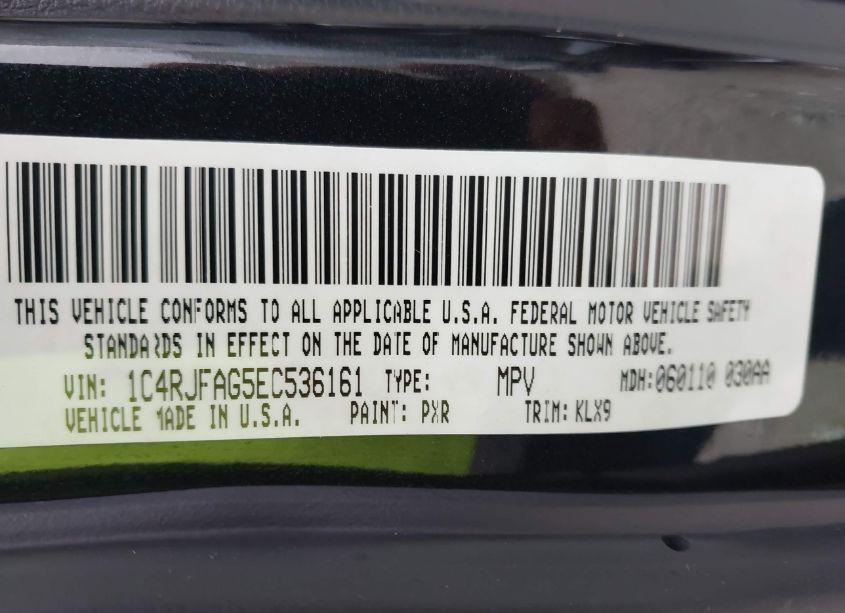 THIS VEHICLE CONFORMS TO ALL APPLICABLE U.S.A. FEDERAL MOTOR VEHICLE SAFETY
STANDARDS IN EFFECT ON THE DATE OF MANUFACTURE SHOWN ABOVE.
VIN: 1C4RJFAG5EC536161 TYPE: MPV MDH: 060110 030AA
VEHICLE MADE IN U.S.A. PAINT: PXR TRIM: KLX9